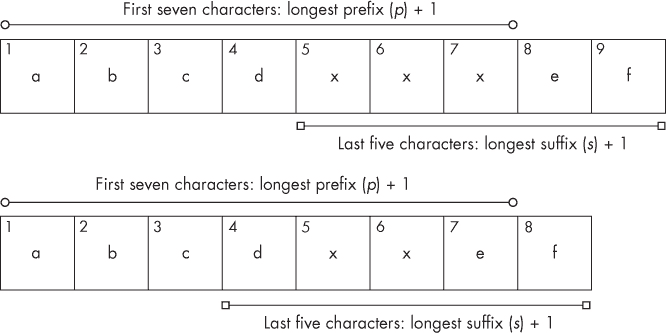 First seven characters: longest prefix (p) + 1
1 2 3 4 5 6 7 8 9
a b c d x x x e f
Last five characters: longest suffix (s) + 1
First seven characters: longest prefix (p) + 1
1 2 3 4 5 6 7 8
a b c d x x e f
Last five characters: longest suffix (s) + 1